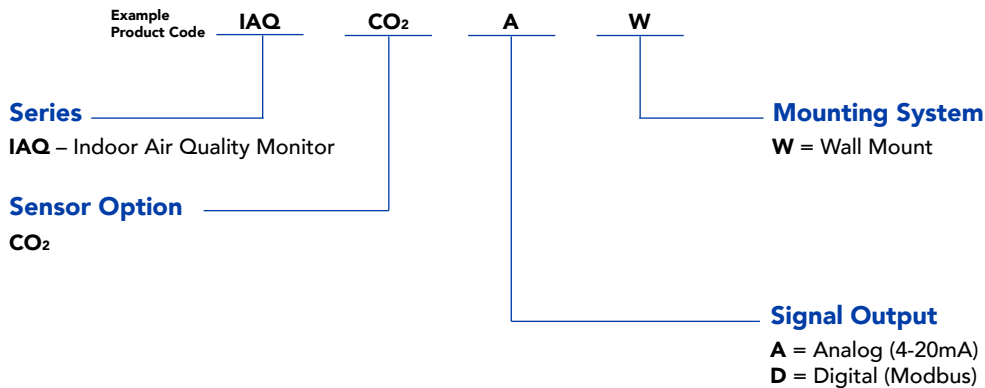 Example
Product Code IAQ CO₂ A W
Series
IAQ – Indoor Air Quality Monitor
Mounting System
W = Wall Mount
Sensor Option
CO₂
Signal Output
A = Analog (4-20mA)
D = Digital (Modbus)